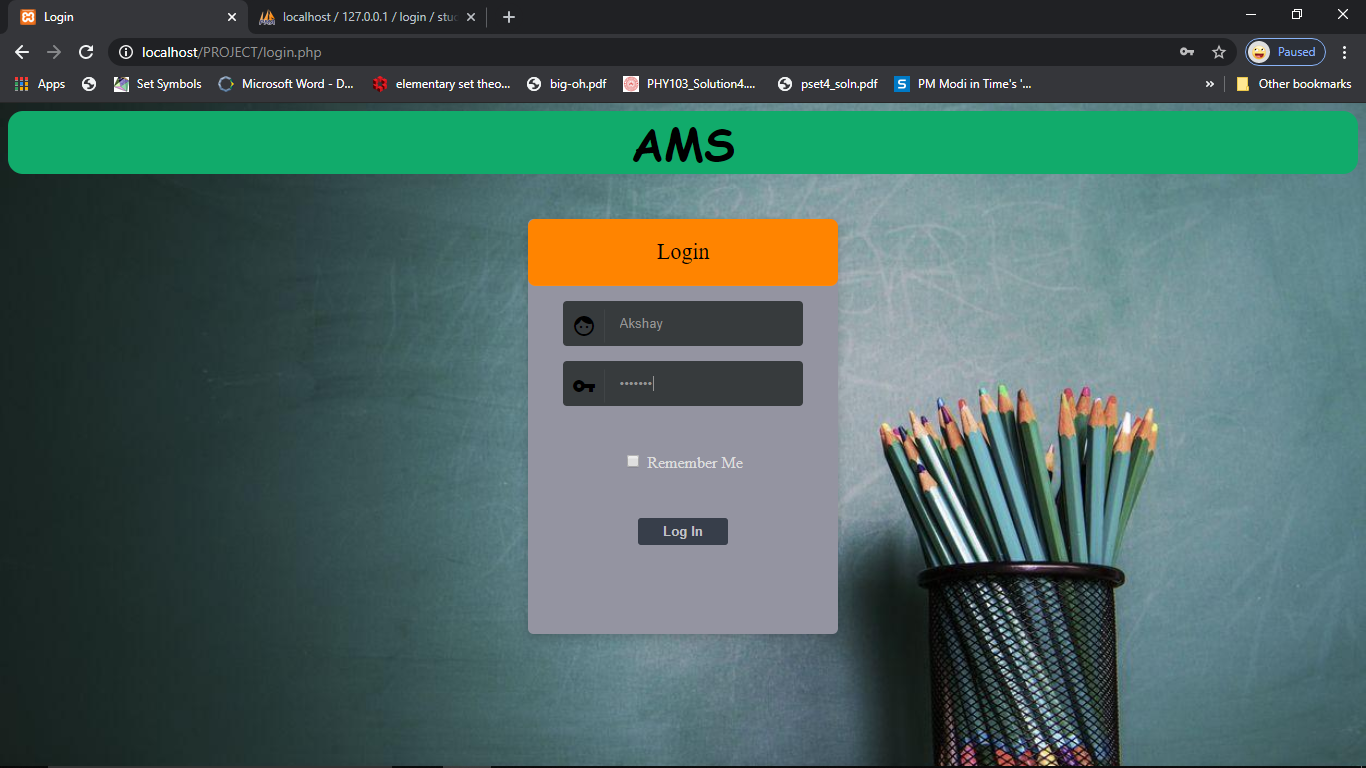 Login
localhost / 127.0.0.1 / login / stud
localhost/PROJECT/login.php
Paused
Apps
Set Symbols
Microsoft Word - D...
elementary set theo...
big-oh.pdf
PHY103_Solution4....
pset4_soln.pdf
S
PM Modi in Time's '...
»
Other bookmarks
AMS
Login
Akshay
•••••••
Remember Me
Log In